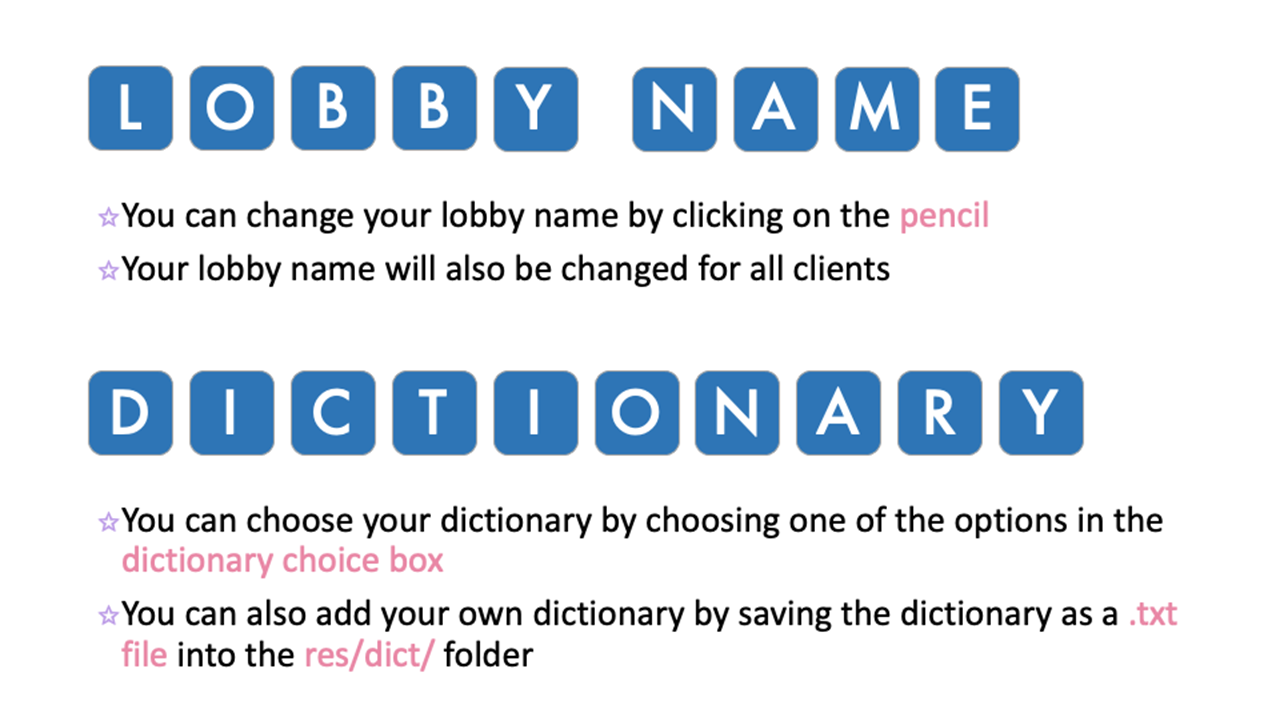 LOBBY NAME
☆You can change your lobby name by clicking on the pencil
☆Your lobby name will also be changed for all clients
DICTIONARY
☆You can choose your dictionary by choosing one of the options in the
dictionary choice box
☆You can also add your own dictionary by saving the dictionary as a .txt
file into the res/dict/ folder